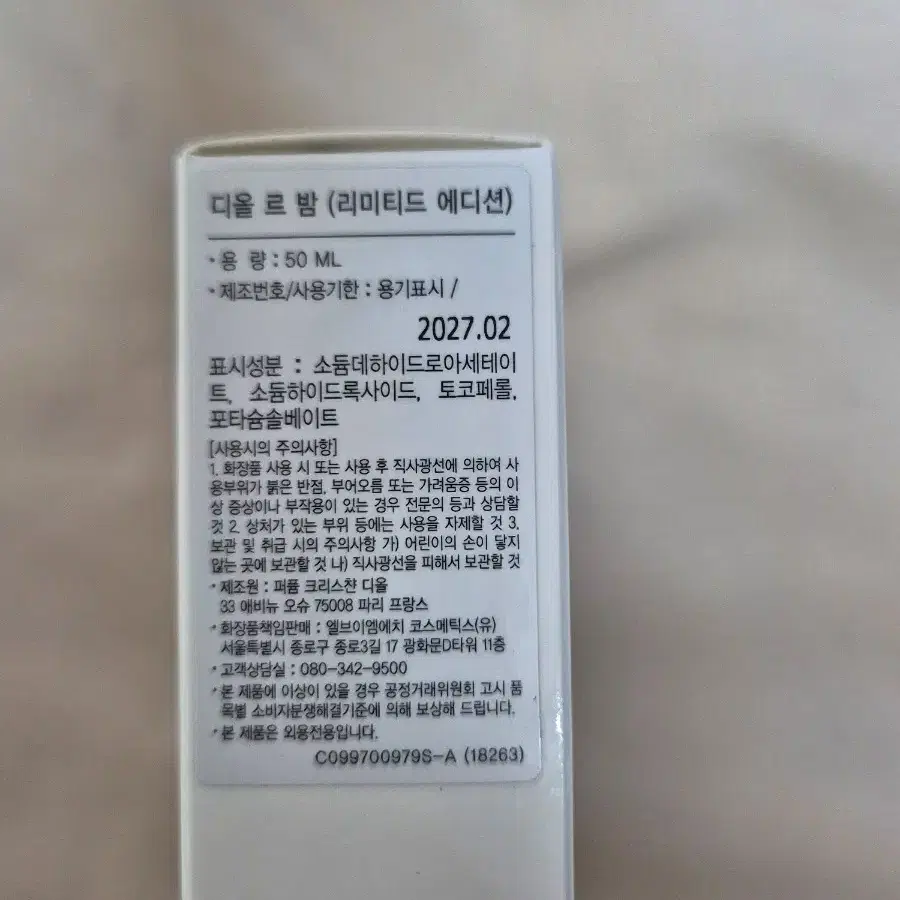 디올 르 밤 (리미티드 에디션)
· 용 량 : 50 ML
· 제조번호/사용기한 : 용기표시 /
2027.02
표시성분 : 소듐데하이드로아세테이
트, 소듐하이드록사이드, 토코페롤,
포타슘솔베이트
[사용시의 주의사항]
1. 화장품 사용 시 또는 사용 후 직사광선에 의하여 사
용부위가 붉은 반점, 부어오름 또는 가려움증 등의 이
상 증상이나 부작용이 있는 경우 전문의 등과 상담할
것 2. 상처가 있는 부위 등에는 사용을 자제할 것 3.
보관 및 취급 시의 주의사항 가) 어린이의 손이 닿지
않는 곳에 보관할 것 나) 직사광선을 피해서 보관할 것
· 제조원 : 퍼퓸 크리스챤 디올
33 애비뉴 오슈 75008 파리 프랑스
· 화장품책임판매 : 엘브이엠에치 코스메틱스(유)
서울특별시 종로구 종로3길 17 광화문D타워 11층
· 고객상담실 : 080-342-9500
· 본 제품에 이상이 있을 경우 공정거래위원회 고시 품
목별 소비자분쟁해결기준에 의해 보상해 드립니다.
· 본 제품은 외용전용입니다.
C099700979S-A (18263)